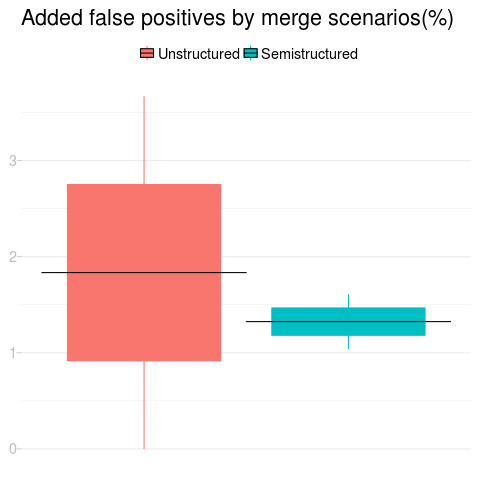 Added false positives by merge scenarios(%)
Unstructured Semistructured
3
2
1
0